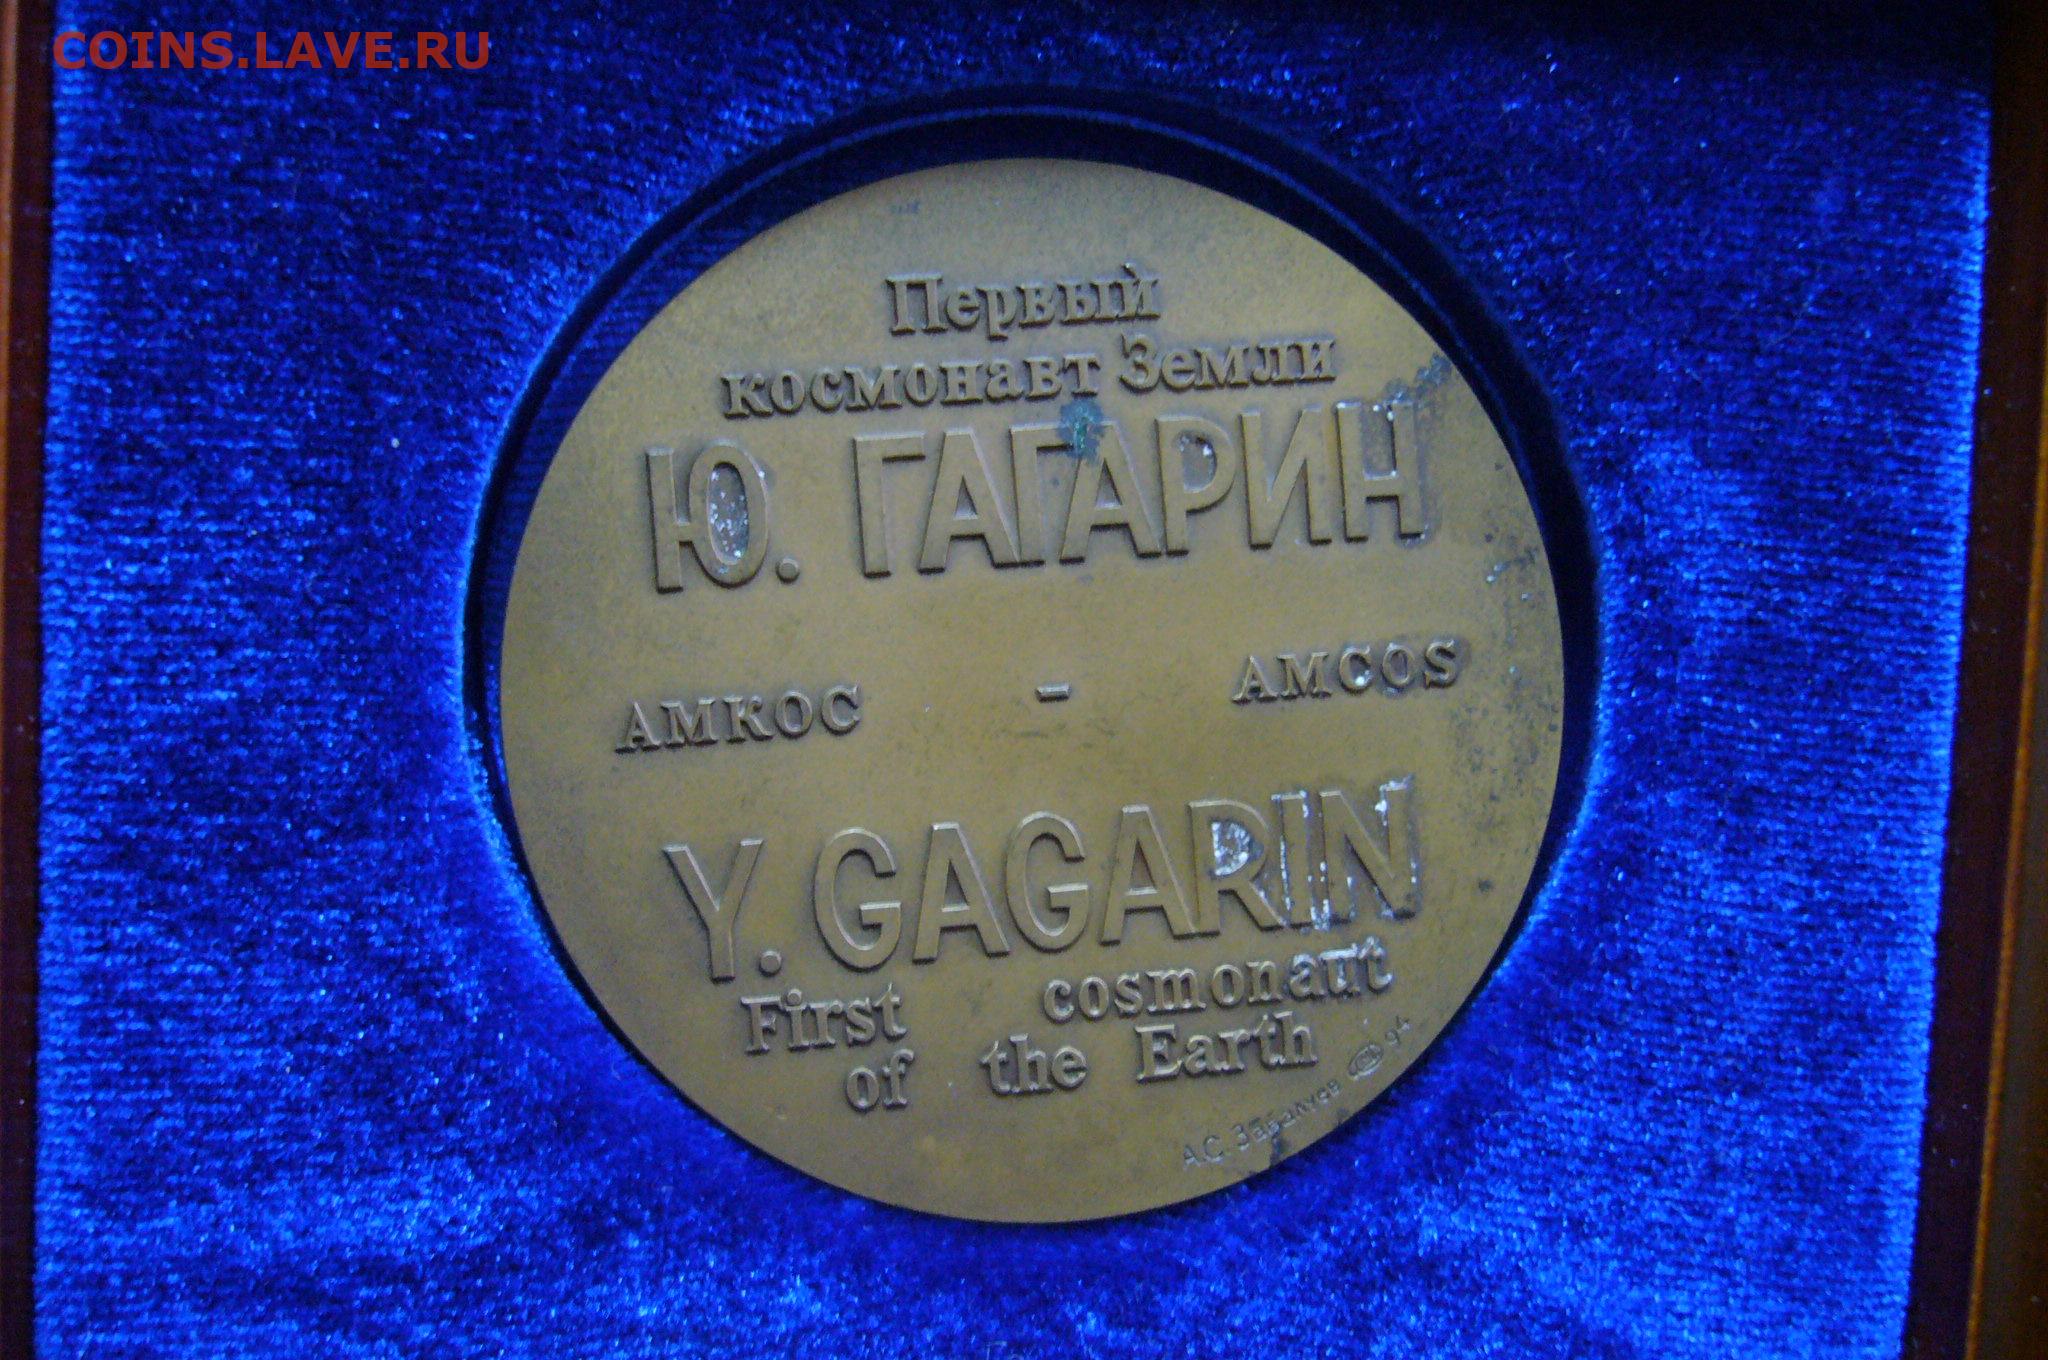 COINS.LAVE.RU
Первый
космонавт Земли
Ю. ГАГАРИН
АМКОС - AMCOS
Y. GAGARIN
First cosmonaut
of the Earth
А.С. Забалуев 94